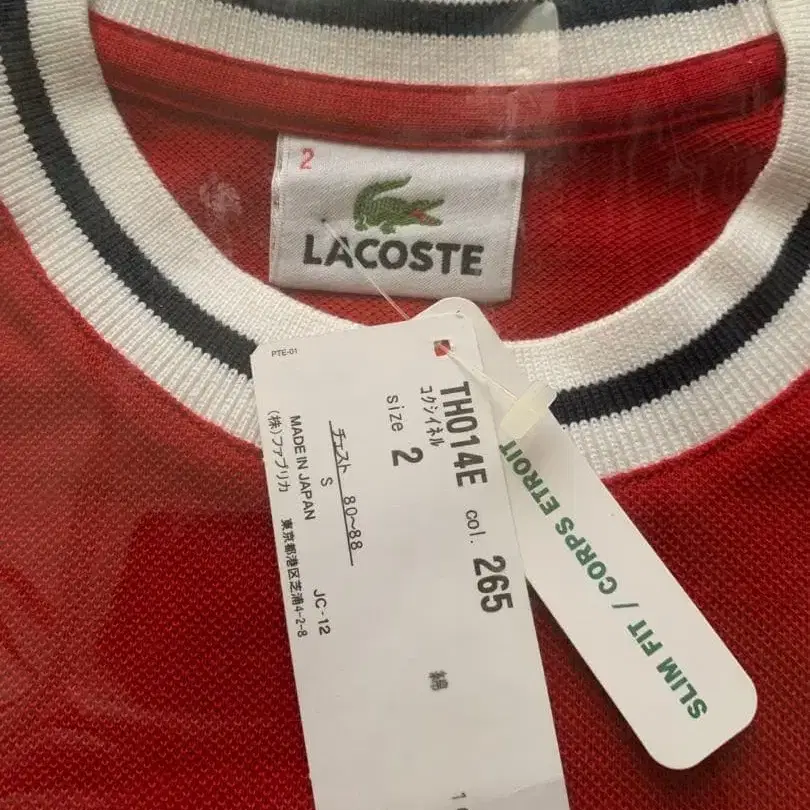 2
LACOSTE
PTE-01
TH014E col. 265
コクシイネル
size 2
チェスト 80~88
S
MADE IN JAPAN JC-12
(株)ファブリカ 東京都港区芝浦4-2-8
綿
SLIM FIT / CORPS ETROIT